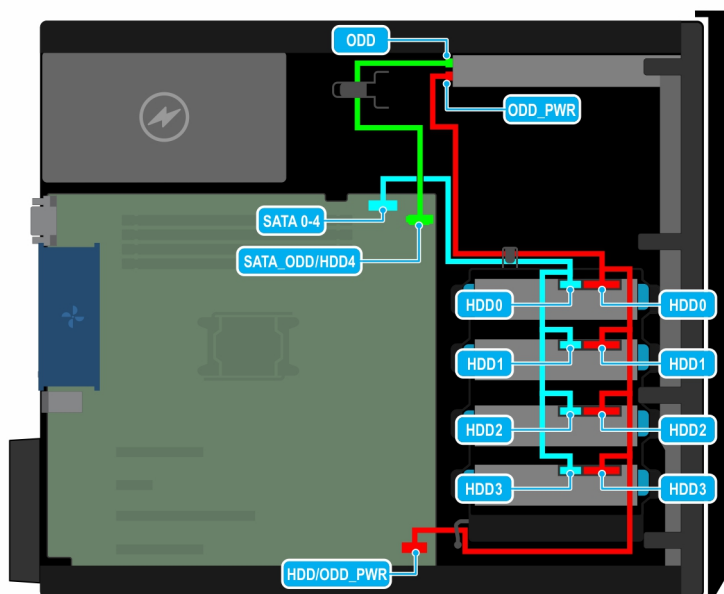 ODD
ODD_PWR
SATA 0-4
SATA_ODD/HDD4
HDD0
HDD0
HDD1
HDD1
HDD2
HDD2
HDD3
HDD3
HDD/ODD_PWR